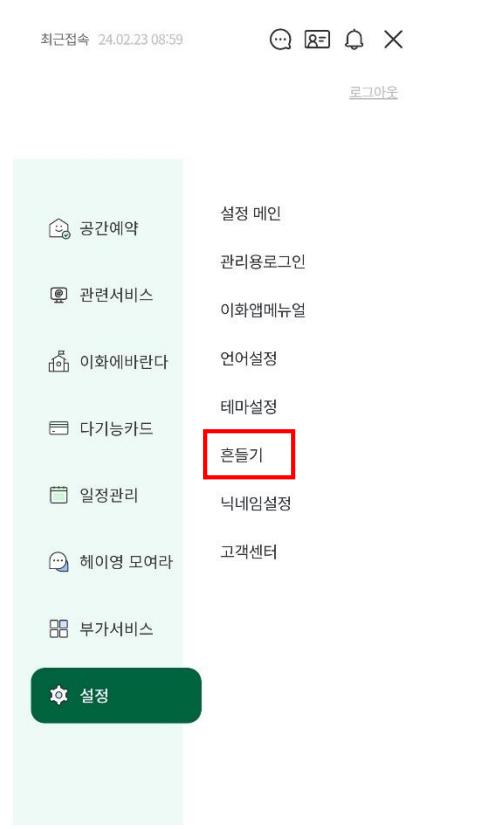 최근접속 24.02.23 08:59
로그아웃
공간예약
관련서비스
이화에바란다
다기능카드
일정관리
헤이영 모여라
부가서비스
설정
설정 메인
관리용로그인
이화앱메뉴얼
언어설정
테마설정
흔들기
닉네임설정
고객센터